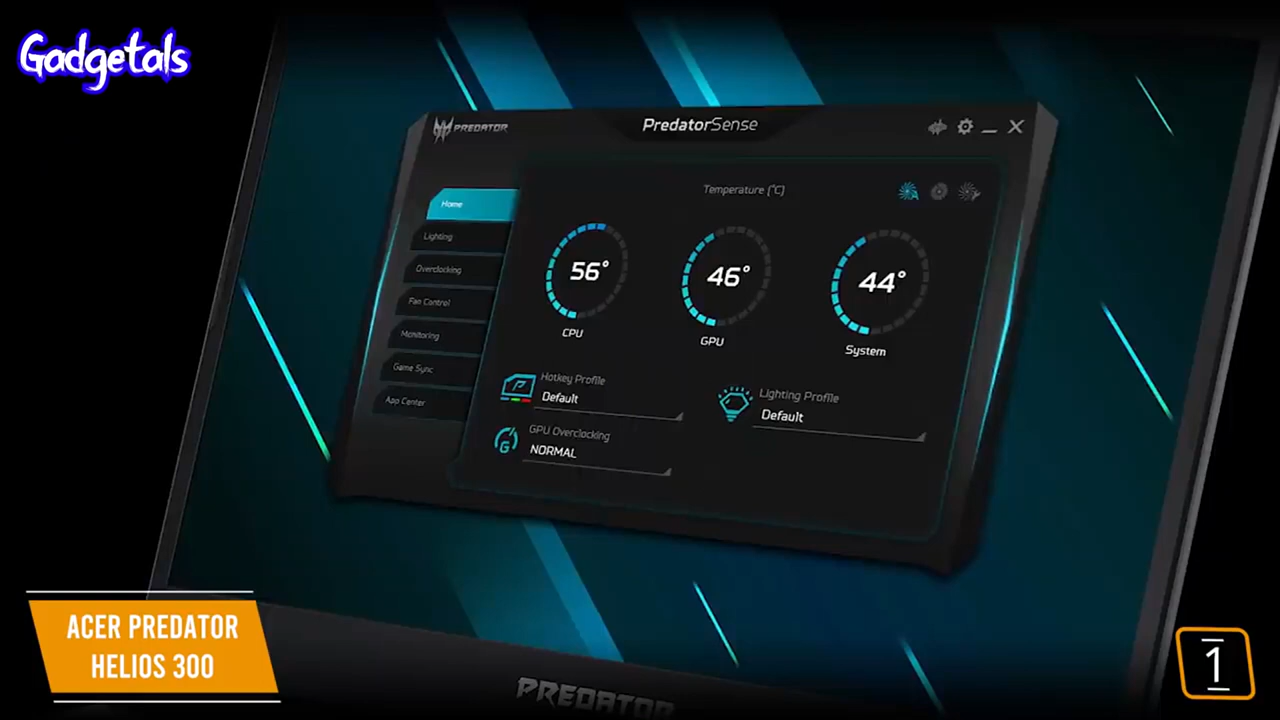 Gadgetals
PREDATOR
PredatorSense
Temperature (°C)
Home
Lighting
Overclocking
Fan Control
Monitoring
Game Sync
App Center
56°
CPU
46°
GPU
44°
System
Hotkey Profile
Default
Lighting Profile
Default
GPU Overclocking
NORMAL
PREDATOR
ACER PREDATOR
HELIOS 300
1